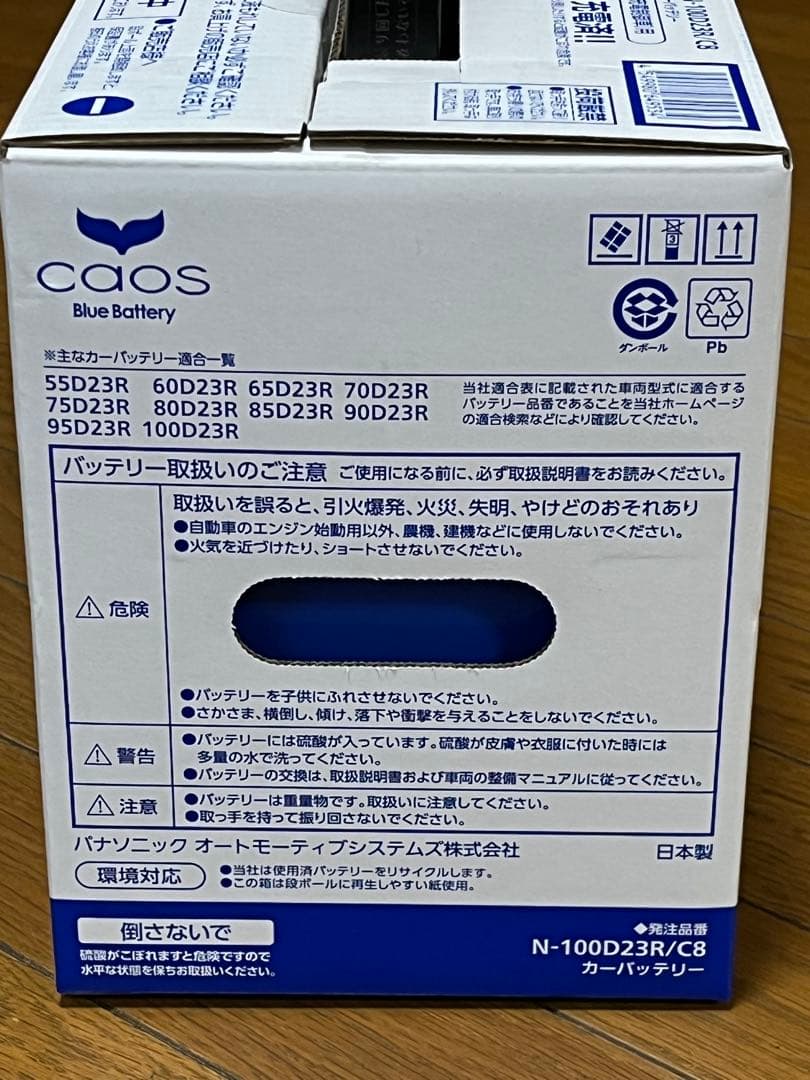 充電済!!
N-100D23R/C8
caos
Blue Battery
3
ダンボール
Pb
※主なカーバッテリー適合一覧
55D23R 60D23R 65D23R 70D23R
75D23R 80D23R 85D23R 90D23R
95D23R 100D23R
当社適合表に記載された車両型式に適合する
バッテリー品番であることを当社ホームページ
の適合検索などにより確認してください。
バッテリー取扱いのご注意 ご使用になる前に、必ず取扱説明書をお読みください。
⚠危険
取扱いを誤ると、引火爆発、火災、失明、やけどのおそれあり
●自動車のエンジン始動用以外、農機、建機などに使用しないでください。
●火気を近づけたり、ショートさせないでください。
●バッテリーを子供にふれさせないでください。
●さかさま、横倒し、傾け、落下や衝撃を与えることをしないでください。
⚠警告
●バッテリーには硫酸が入っています。硫酸が皮膚や衣服に付いた時には
多量の水で洗ってください。
●バッテリーの交換は、取扱説明書および車両の整備マニュアルに従ってください。
⚠注意
●バッテリーは重量物です。取扱いに注意してください。
●取っ手を持って振り回さないでください。
パナソニック オートモーティブシステムズ株式会社
日本製
環境対応
●当社は使用済バッテリーをリサイクルします。
●この箱は段ボールに再生しやすい紙使用。
倒さないで
硫酸がこぼれますと危険ですので
水平な状態を保ちお取扱いください。
◆発注品番
N-100D23R/C8
カーバッテリー